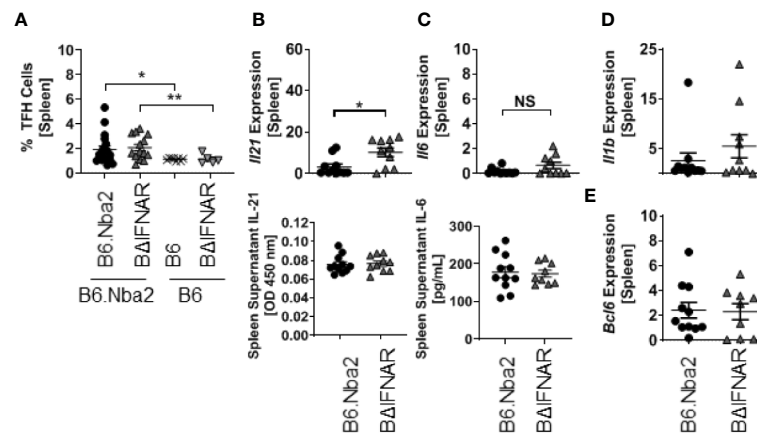 A
% TFH Cells
[Spleen]
10
8
6
4
2
0
*
**
B6.Nba2
BΔIFNAR
B6
BΔIFNAR
B6.Nba2
B6
B
Il21 Expression
[Spleen]
60
40
20
0
*
Spleen Supernatant IL-21
[OD 450 nm]
0.12
0.10
0.08
0.06
0.04
0.02
0.00
B6.Nba2
BΔIFNAR
C
Il6 Expression
[Spleen]
10
8
6
4
2
0
NS
Spleen Supernatant IL-6
[pg/mL]
300
200
100
0
B6.Nba2
BΔIFNAR
D
Il1b Expression
[Spleen]
25
15
5
E
Bcl6 Expression
[Spleen]
10
8
6
4
2
0
B6.Nba2
BΔIFNAR